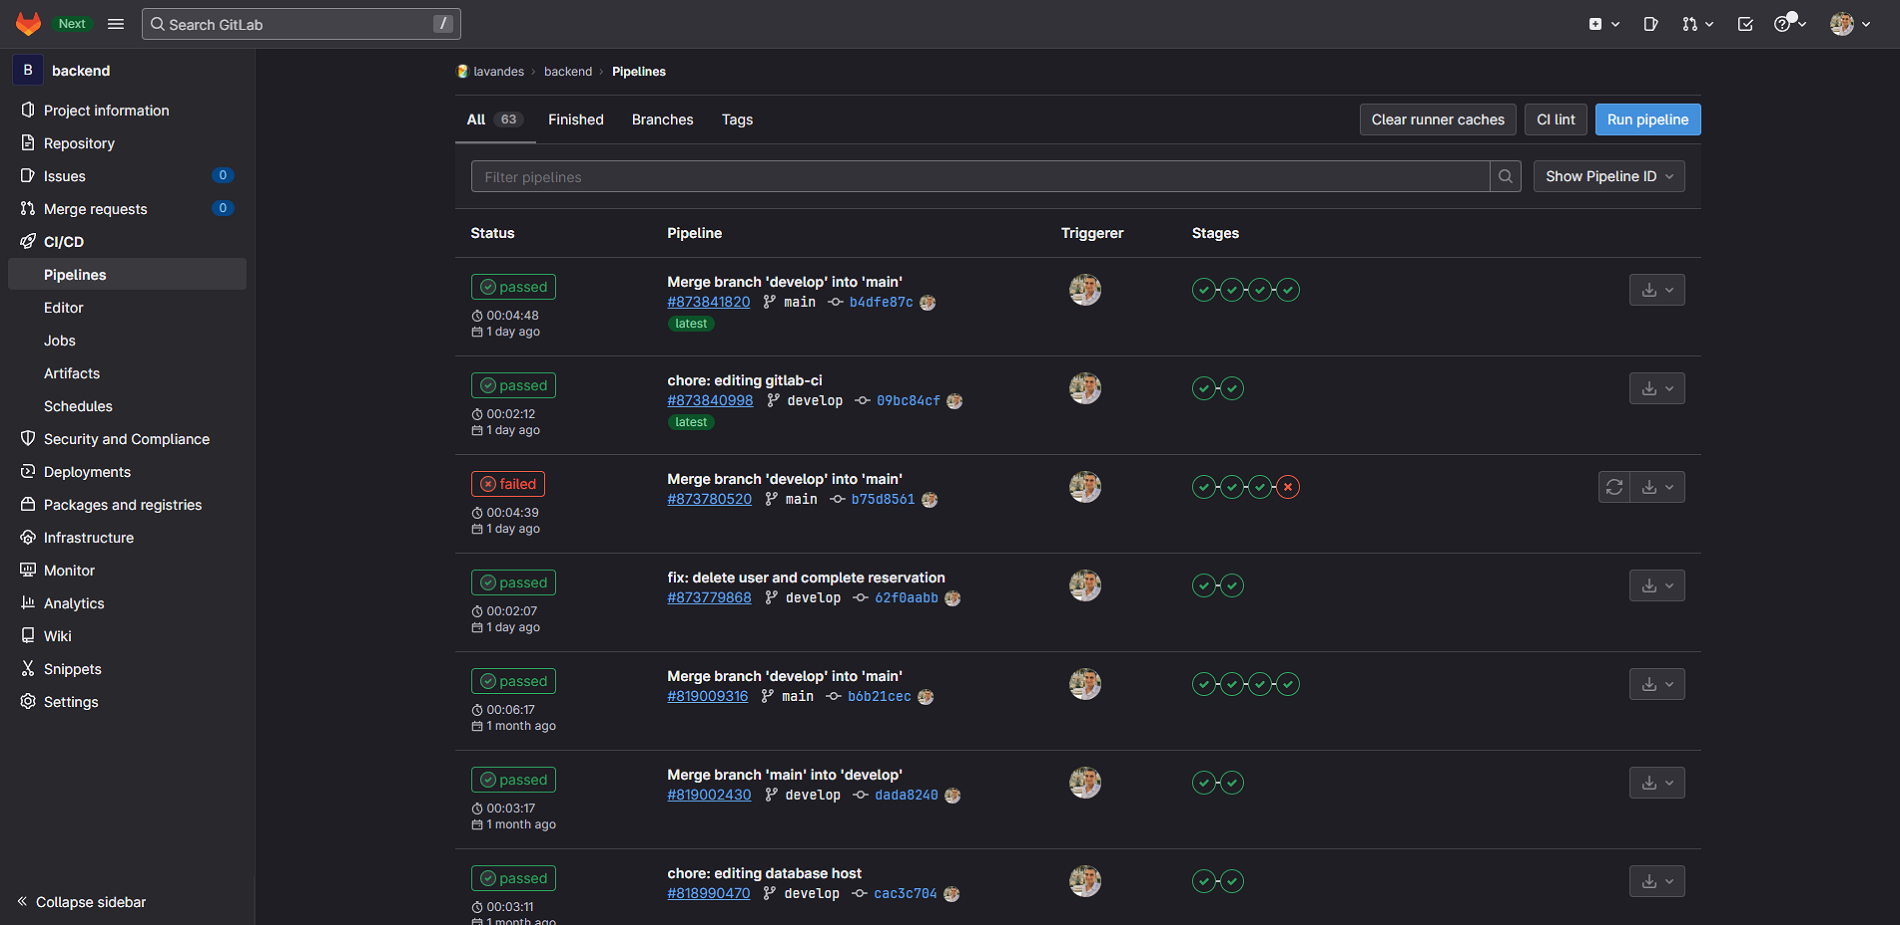 Next
Search GitLab
/
B backend
Project information
Repository
Issues 0
Merge requests 0
CI/CD
Pipelines
Editor
Jobs
Artifacts
Schedules
Security and Compliance
Deployments
Packages and registries
Infrastructure
Monitor
Analytics
Wiki
Snippets
Settings
Collapse sidebar
lavandes › backend › Pipelines
All 63 Finished Branches Tags
Clear runner caches CI lint Run pipeline
Filter pipelines
Show Pipeline ID
Status Pipeline Triggerer Stages
passed
00:04:48
1 day ago
Merge branch 'develop' into 'main'
#873841820 main b4dfe87c
latest
passed
00:02:12
1 day ago
chore: editing gitlab-ci
#873840998 develop 09bc84cf
latest
failed
00:04:39
1 day ago
Merge branch 'develop' into 'main'
#873780520 main b75d8561
passed
00:02:07
1 day ago
fix: delete user and complete reservation
#873779868 develop 62f0aabb
passed
00:06:17
1 month ago
Merge branch 'develop' into 'main'
#819009316 main b6b21cec
passed
00:03:17
1 month ago
Merge branch 'main' into 'develop'
#819002430 develop dada8240
passed
00:03:11
1 month ago
chore: editing database host
#818990470 develop cac3c704